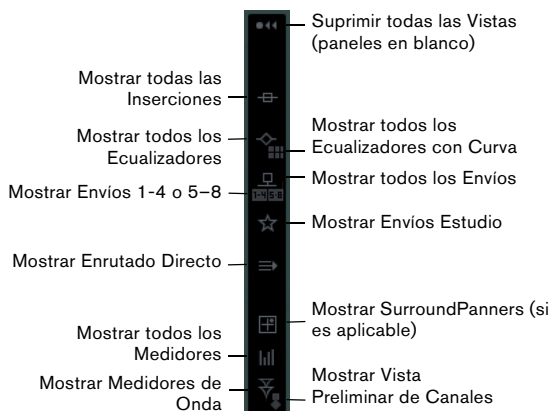 Suprimir todas las Vistas
(paneles en blanco)
Mostrar todas las
Inserciones
Mostrar todos los
Ecualizadores
Mostrar todos los
Ecualizadores con Curva
Mostrar todos los Envíos
Mostrar Envíos 1-4 o 5–8
1-4 5-8
Mostrar Envíos Estudio
Mostrar Enrutado Directo
Mostrar SurroundPanners (si
es aplicable)
Mostrar todos los
Medidores
Mostrar Medidores de
Onda
Mostrar Vista
Preliminar de Canales